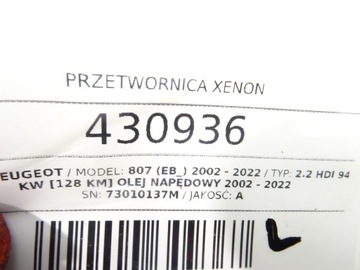 PRZETWORNICA XENON
430936
EUGEOT / MODEL: 807 (EB_) 2002 - 2022 / TYP: 2.2 HDI 94
KW [128 KM] OLEJ NAPĘDOWY 2002 - 2022
SN: 73010137M / JAKOŚĆ: A
L